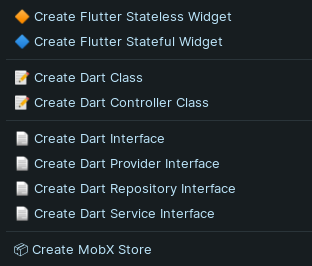 Create Flutter Stateless Widget
Create Flutter Stateful Widget
Create Dart Class
Create Dart Controller Class
Create Dart Interface
Create Dart Provider Interface
Create Dart Repository Interface
Create Dart Service Interface
Create MobX Store